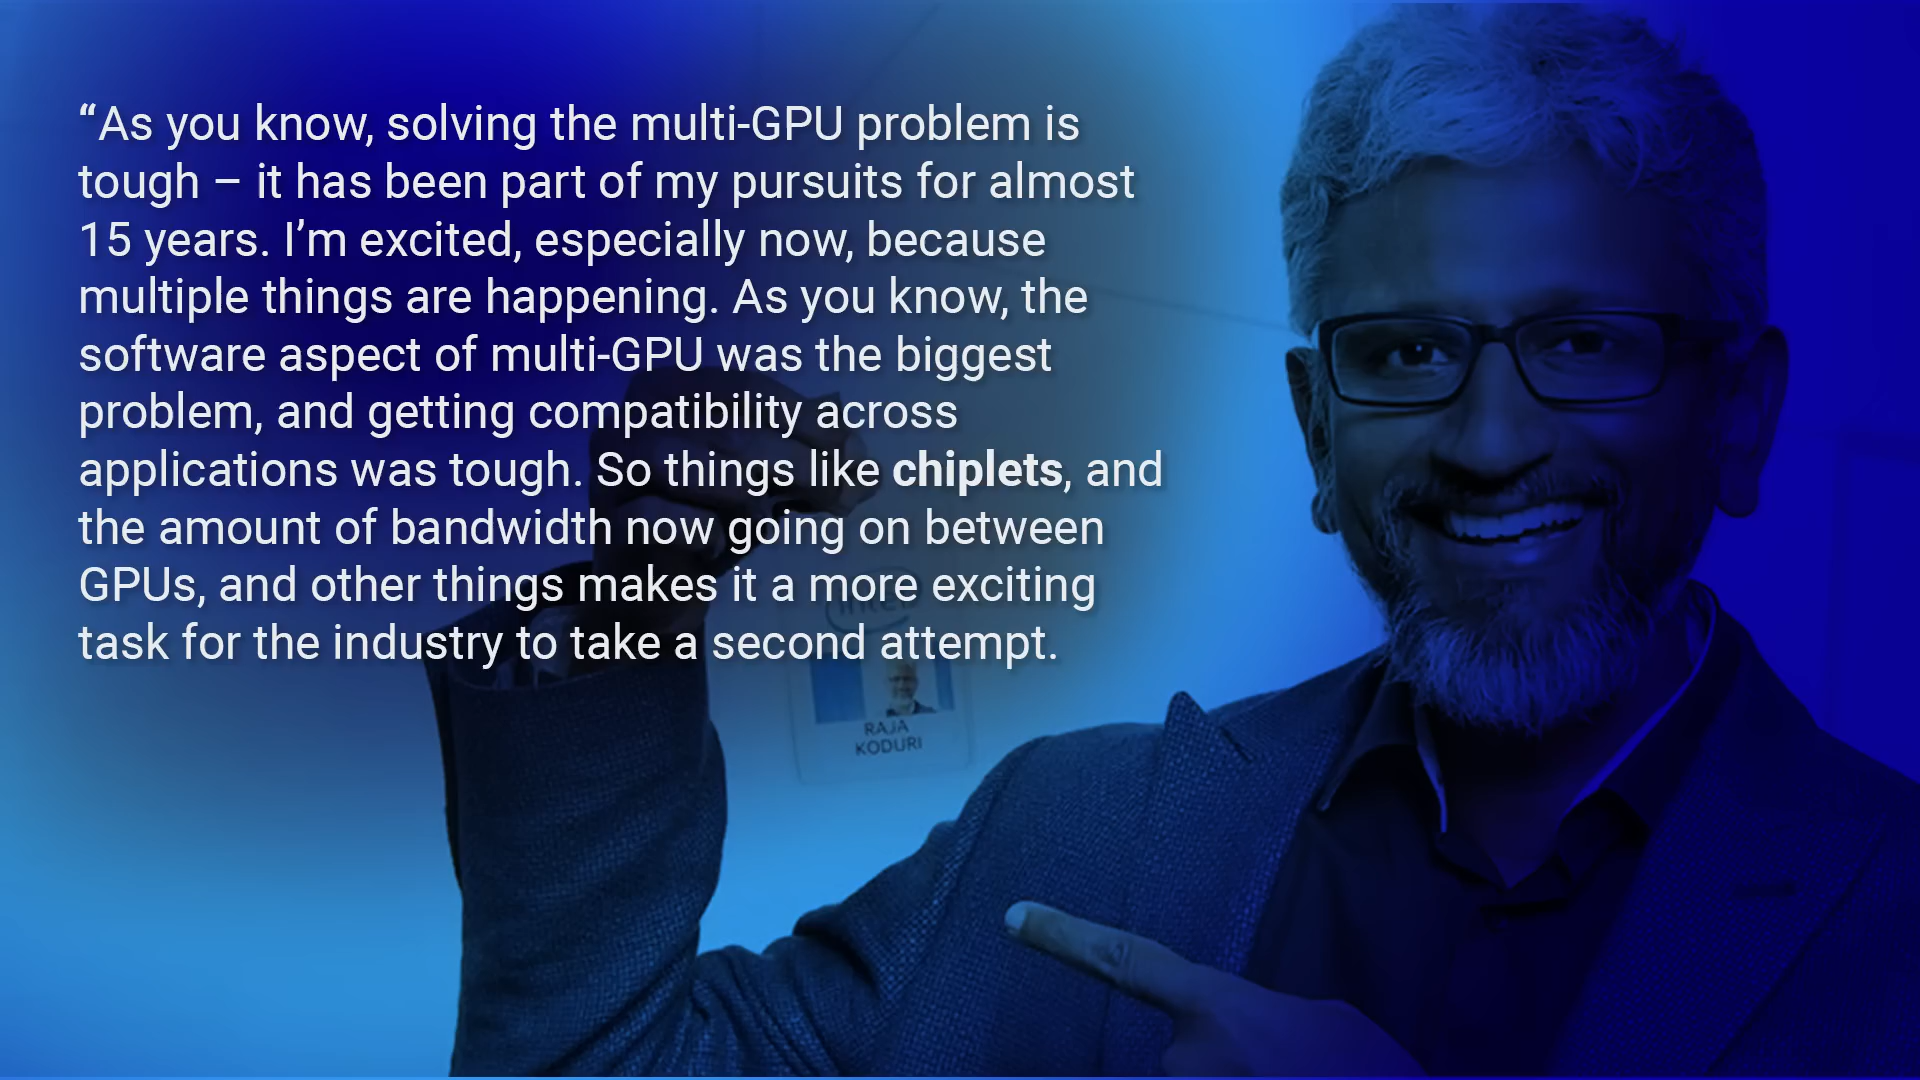 “As you know, solving the multi-GPU problem is
tough – it has been part of my pursuits for almost
15 years. I’m excited, especially now, because
multiple things are happening. As you know, the
software aspect of multi-GPU was the biggest
problem, and getting compatibility across
applications was tough. So things like chiplets, and
the amount of bandwidth now going on between
GPUs, and other things makes it a more exciting
task for the industry to take a second attempt.
intel
RAJA
KODURI